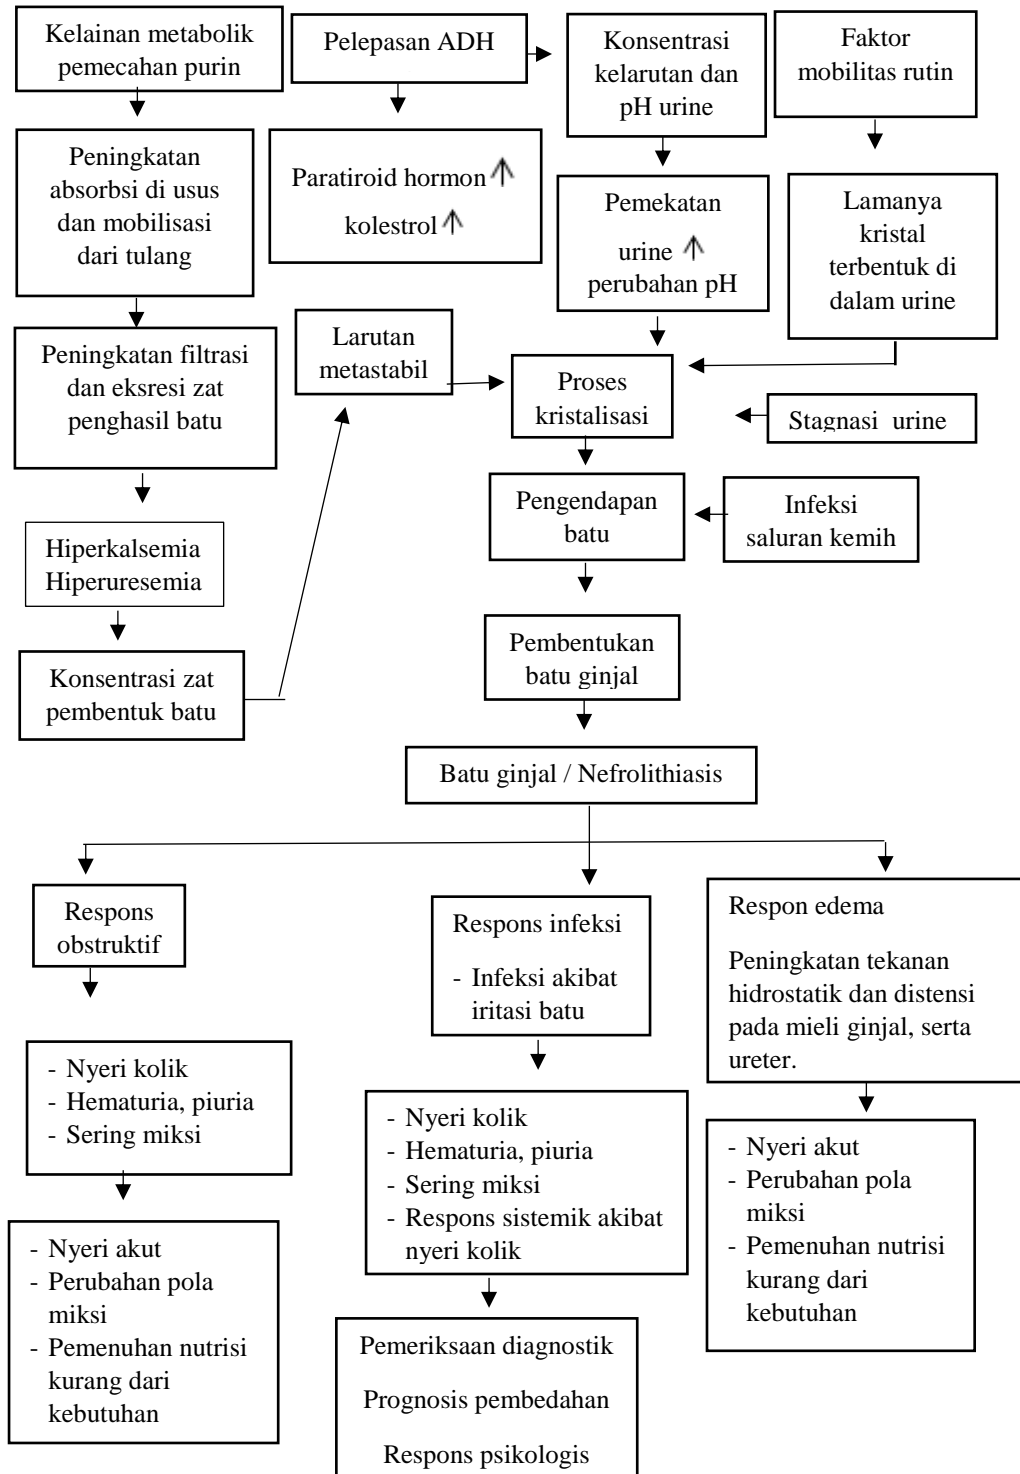 Kelainan metabolik
pemecahan purin
Pelepasan ADH
Konsentrasi
kelarutan dan
pH urine
Faktor
mobilitas rutin
Peningkatan
absorbsi di usus
dan mobilisasi
dari tulang
Paratiroid hormon ↑
kolestrol ↑
Pemekatan
urine ↑
perubahan pH
Lamanya
kristal
terbentuk di
dalam urine
Peningkatan filtrasi
dan eksresi zat
penghasil batu
Larutan
metastabil
Proses
kristalisasi
Stagnasi urine
Hiperkalsemia
Hiperuresemia
Pengendapan
batu
Infeksi
saluran kemih
Konsentrasi zat
pembentuk batu
Pembentukan
batu ginjal
Batu ginjal / Nefrolithiasis
Respons
obstruktif
Respons infeksi
- Infeksi akibat
iritasi batu
Respon edema
Peningkatan tekanan
hidrostatik dan distensi
pada mieli ginjal, serta
ureter.
- Nyeri kolik
- Hematuria, piuria
- Sering miksi
- Nyeri kolik
- Hematuria, piuria
- Sering miksi
- Respons sistemik akibat
nyeri kolik
- Nyeri akut
- Perubahan pola
miksi
- Pemenuhan nutrisi
kurang dari
kebutuhan
- Nyeri akut
- Perubahan pola
miksi
- Pemenuhan nutrisi
kurang dari
kebutuhan
Pemeriksaan diagnostik
Prognosis pembedahan
Respons psikologis